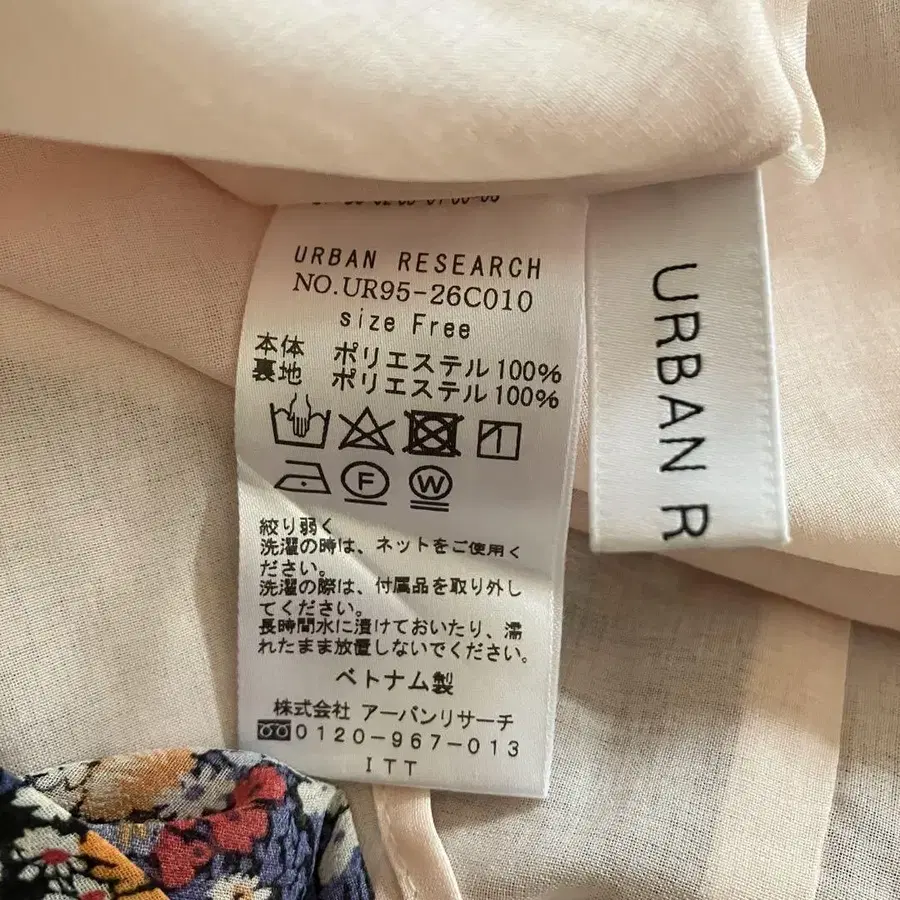 URBAN RESEARCH
NO.UR95-26C010
size Free
本体 ポリエステル100%
裏地 ポリエステル100%
F W
絞り弱く
洗濯の時は、ネットをご使用く
ださい。
洗濯の際は、付属品を取り外し
てください。
長時間水に漬けておいたり、濡
れたまま放置しないでください。
ベトナム製
株式会社 アーバンリサーチ
0120-967-013
ITT
URBAN R